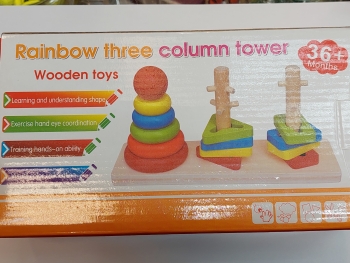 Rainbow three column tower
36+
Months
Wooden toys
Learning and understanding shape
Exercise hand eye coordination
Training hands-on ability